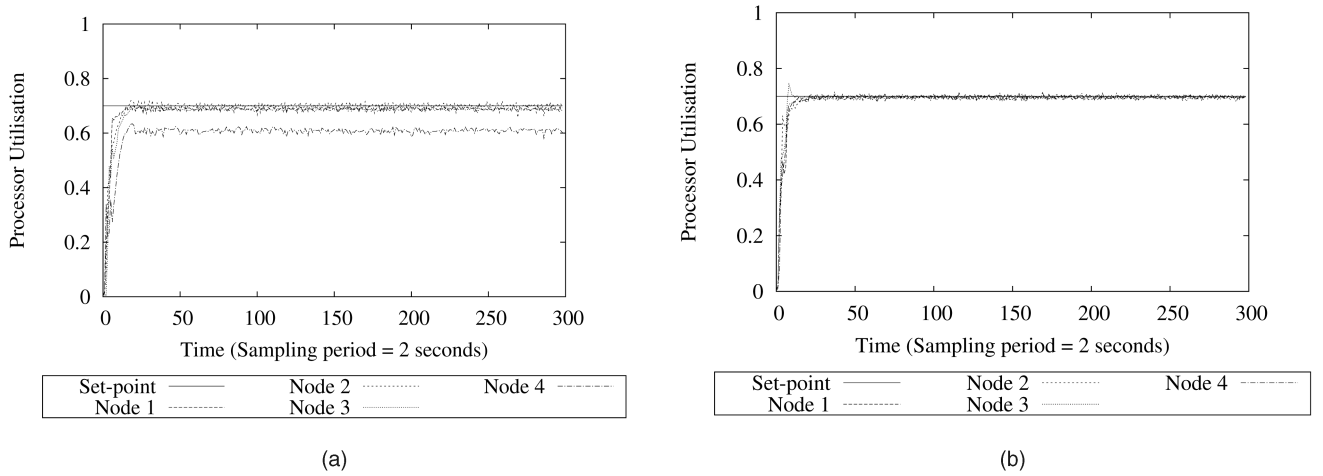 1
0.8
0.6
0.4
0.2
0
Processor Utilisation
0 50 100 150 200 250 300
Time (Sampling period = 2 seconds)
Set-point Node 2 Node 4
Node 1 Node 3
(a)
1
0.8
0.6
0.4
0.2
0
Processor Utilisation
0 50 100 150 200 250 300
Time (Sampling period = 2 seconds)
Set-point Node 2 Node 4
Node 1 Node 3
(b)